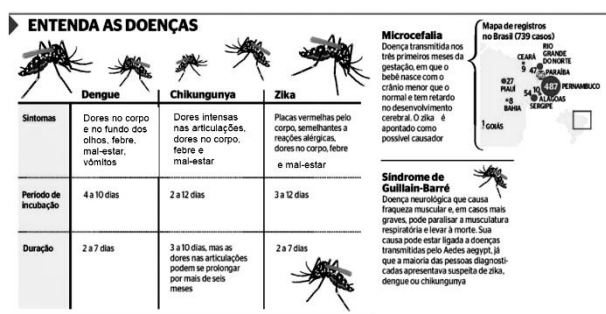 ENTENDA AS DOENÇAS
Dengue
Chikungunya
Zika
Sintomas
Dores no corpo
e no fundo dos
olhos, febre,
mal-estar,
vômitos
Dores intensas
nas articulações,
dores no corpo,
febre e
mal-estar
Placas vermelhas pelo
corpo, semelhantes a
reações alérgicas,
dores no corpo, febre
e mal-estar
Período de
incubação
4 a 10 dias
2 a 12 dias
3 a 12 dias
Duração
2 a 7 dias
3 a 10 dias, mas as
dores nas articulações
podem se prolongar
por mais de seis
meses
2 a 7 dias
Microcefalia
Doença transmitida nos
três primeiros meses da
gestação, em que o
bebê nasce com o
crânio menor que o
normal e tem retardo
no desenvolvimento
cerebral. O zika é
apontado como
possível causador
Mapa de registros
no Brasil (739 casos)
RIO
GRANDE
DO NORTE
CEARÁ
9
47
PARAÍBA
27
PIAUÍ
487
PERNAMBUCO
54
10
ALAGOAS
SERGIPE
8
BAHIA
1 GOIÁS
Síndrome de
Guillain-Barré
Doença neurológica que causa
fraqueza muscular e, em casos mais
graves, pode paralisar a musculatura
respiratória e levar à morte. Sua
causa pode estar ligada a doenças
transmitidas pelo Aedes aegypt, já
que a maioria das pessoas diagnosti-
cadas apresentava suspeita de zika,
dengue ou chikungunya